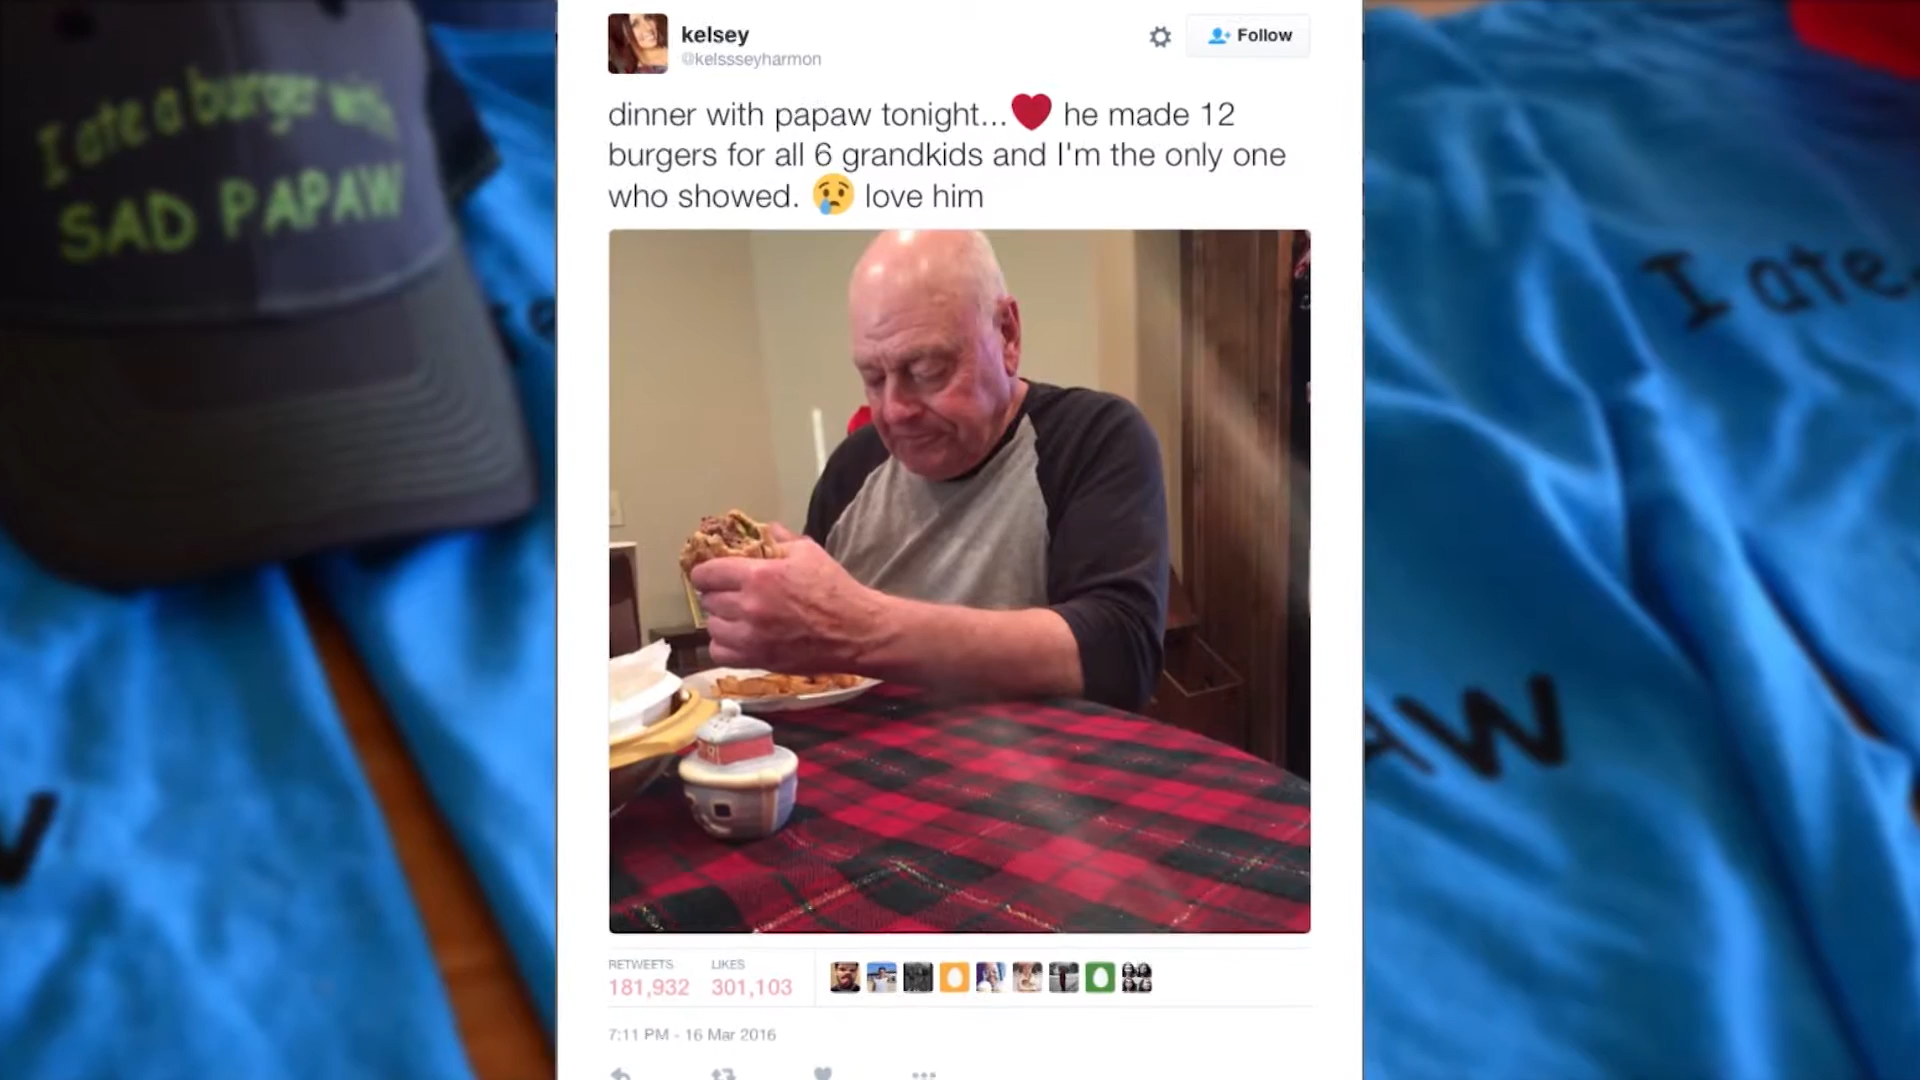 I ate a burger with
SAD PAPAW
kelsey
@kelssseyharmon
Follow
dinner with papaw tonight...❤️ he made 12
burgers for all 6 grandkids and I'm the only one
who showed. 😢 love him
RETWEETS
LIKES
181,932
301,103
7:11 PM - 16 Mar 2016
I ate
AW